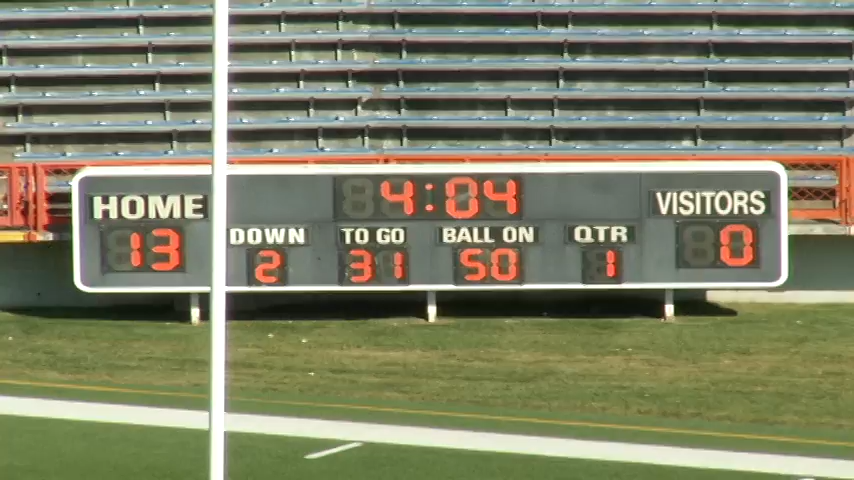 4:04
HOME
VISITORS
13
DOWN
TO GO
BALL ON
QTR
0
2
31
50
1